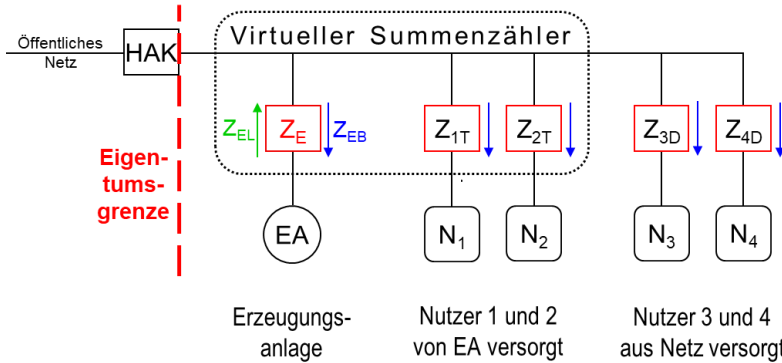 Virtueller Summenzähler
Öffentliches
Netz
HAK
Z_EL
Z_E
Z_EB
Z_1T
Z_2T
Z_3D
Z_4D
Eigen-
tums-
grenze
EA
N_1
N_2
N_3
N_4
Erzeugungs-
anlage
Nutzer 1 und 2
von EA versorgt
Nutzer 3 und 4
aus Netz versorgt